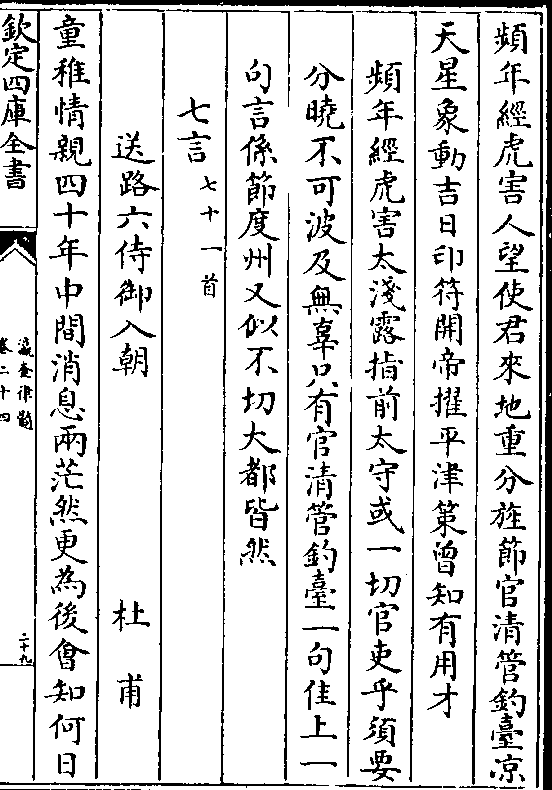 頻年經虎害人望使君來地重分旌節官清管釣臺凉
天星象動吉日印符開帝擢平津策曾知有用才
頻年經虎害太淺露指前太守或一切官吏乎須要
分曉不可波及無辜只有官清管釣臺一句佳上一
句言係節度州又似不切大都皆然
七言七十一首
送路六侍御入朝 杜甫
童稚情親四十年中間消息兩茫然更為後會知何日
欽定四庫全書
瀛奎律髓
卷二十四
二十九